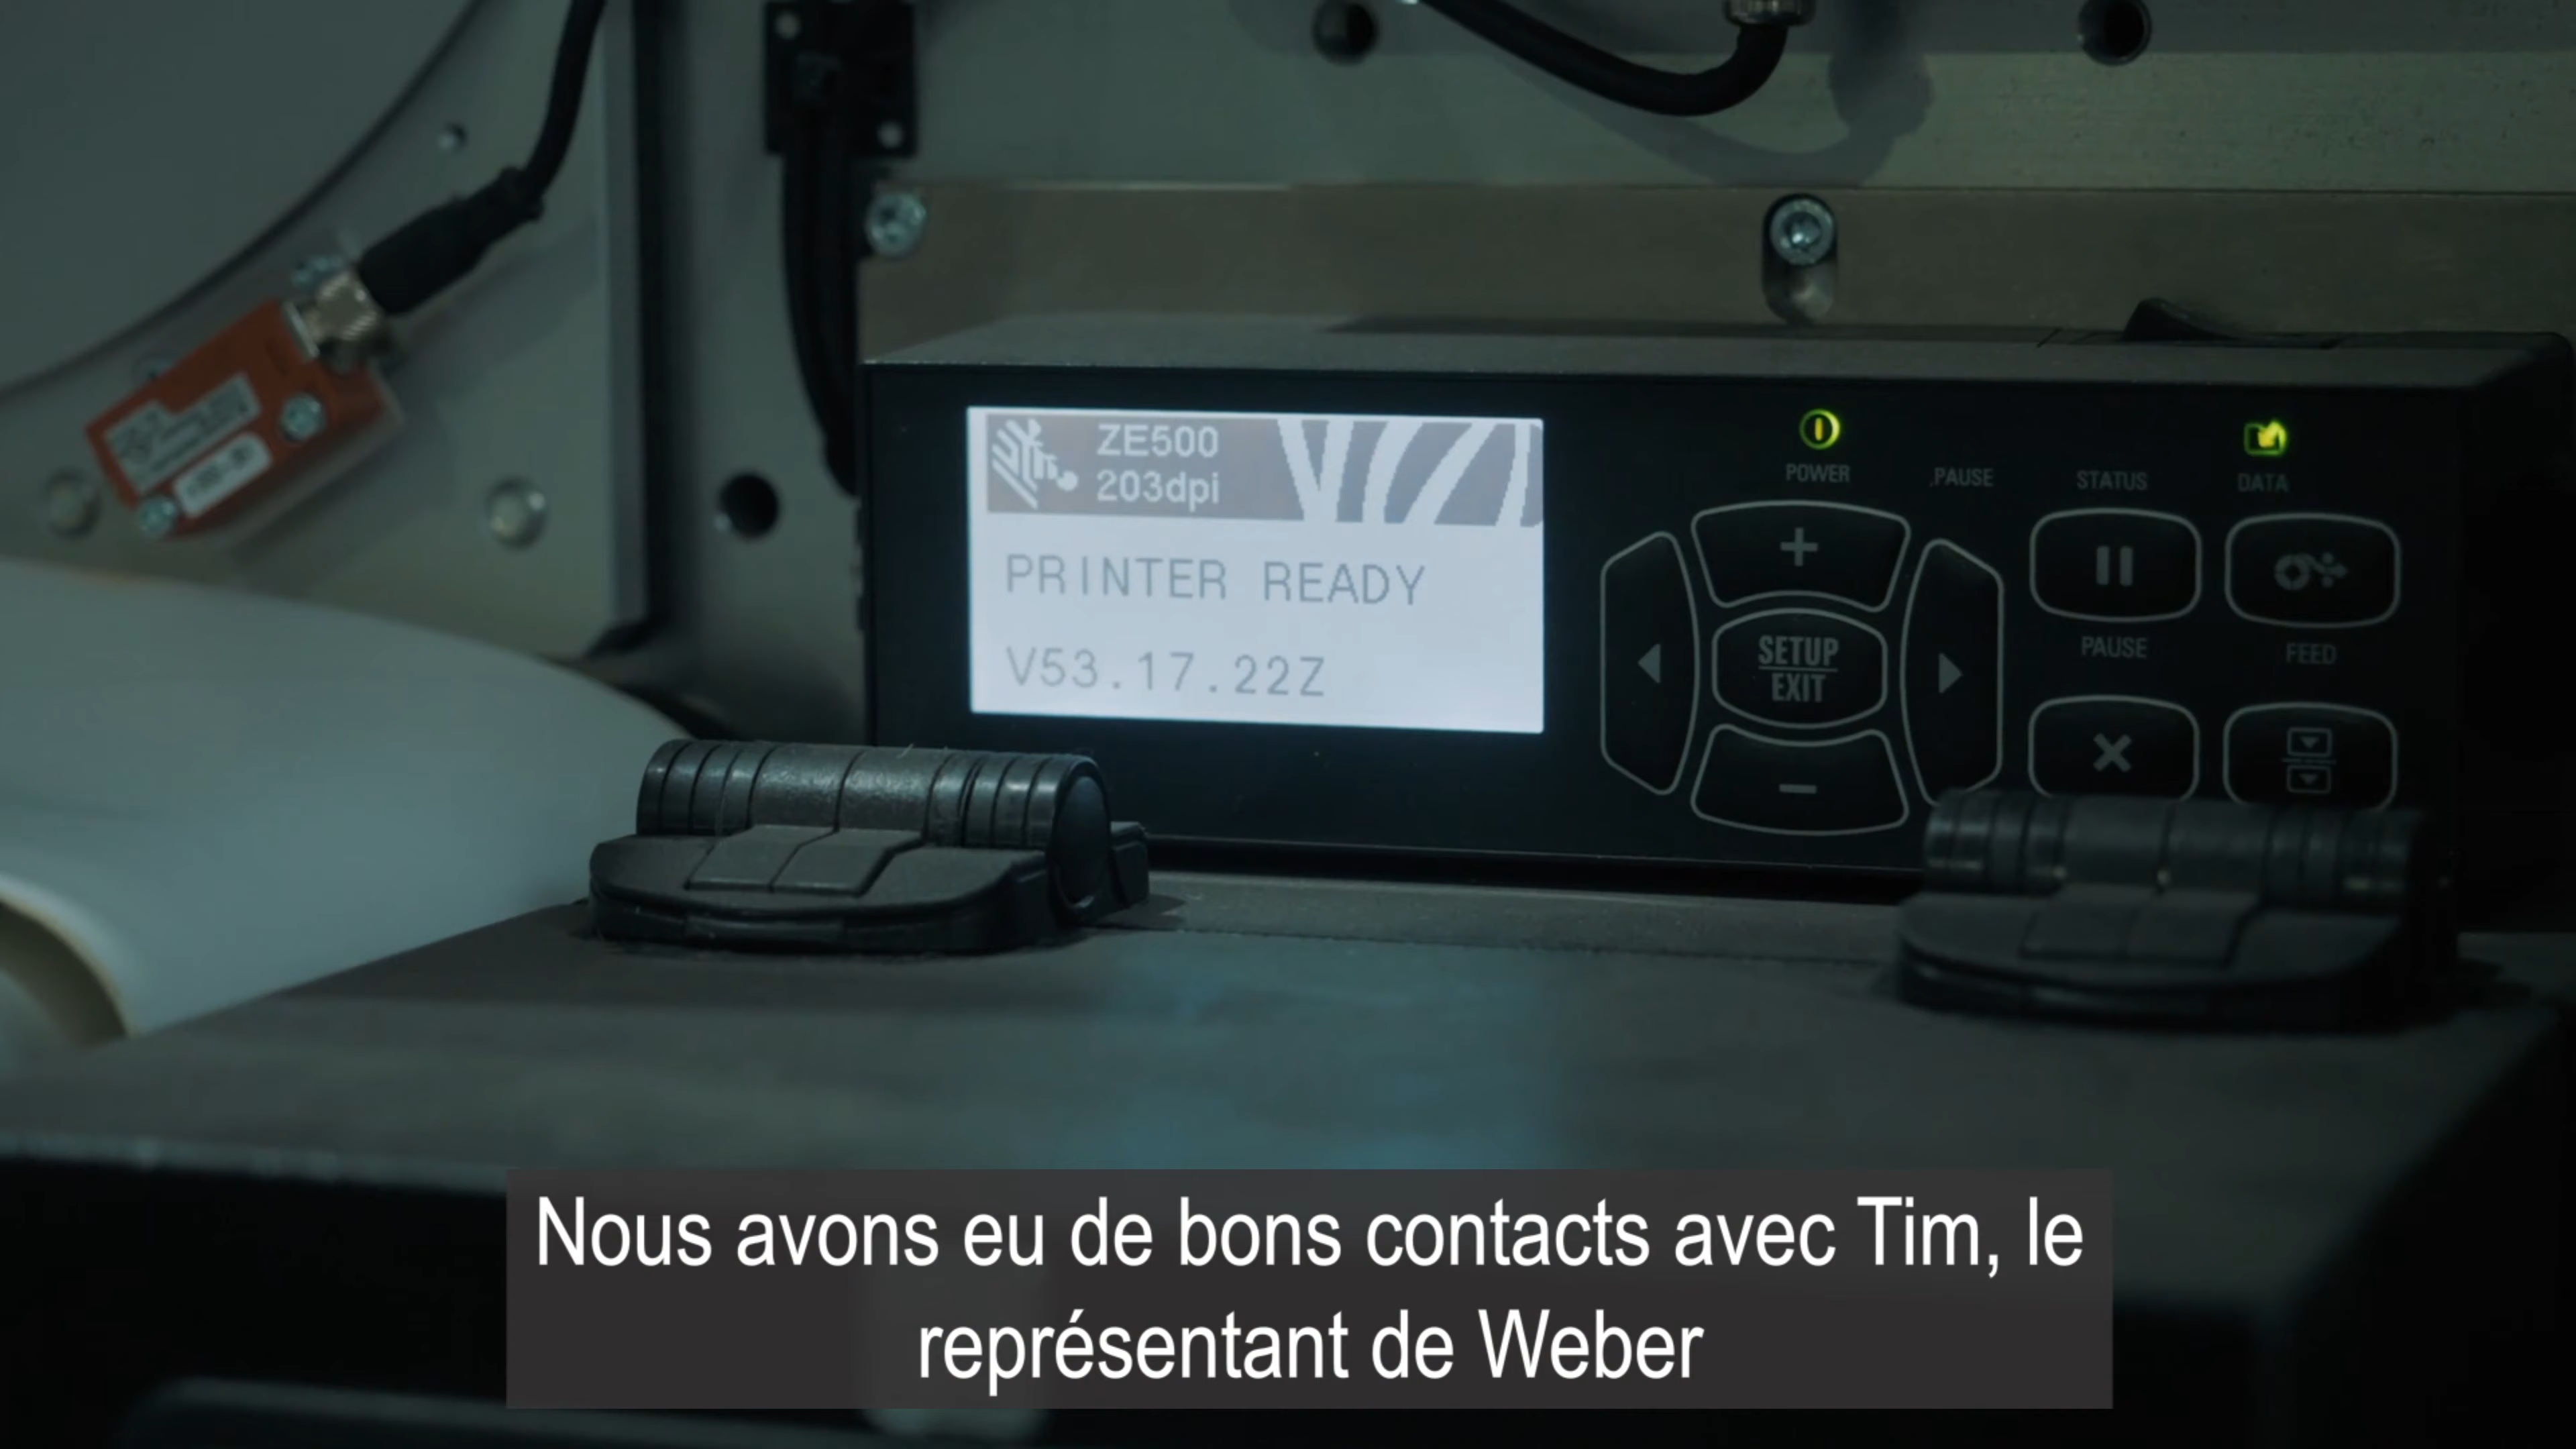 ZE500
203dpi
PRINTER READY
V53.17.22Z
POWER
PAUSE
STATUS
DATA
SETUP
EXIT
PAUSE
FEED
Nous avons eu de bons contacts avec Tim, le
représentant de Weber